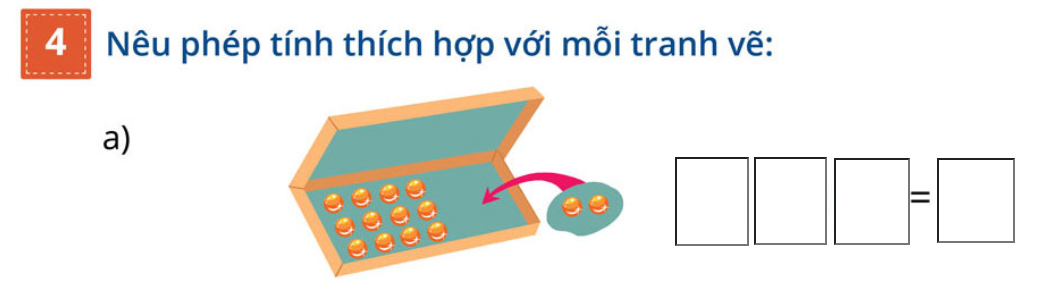 4 Nêu phép tính thích hợp với mỗi tranh vẽ:
a)
=